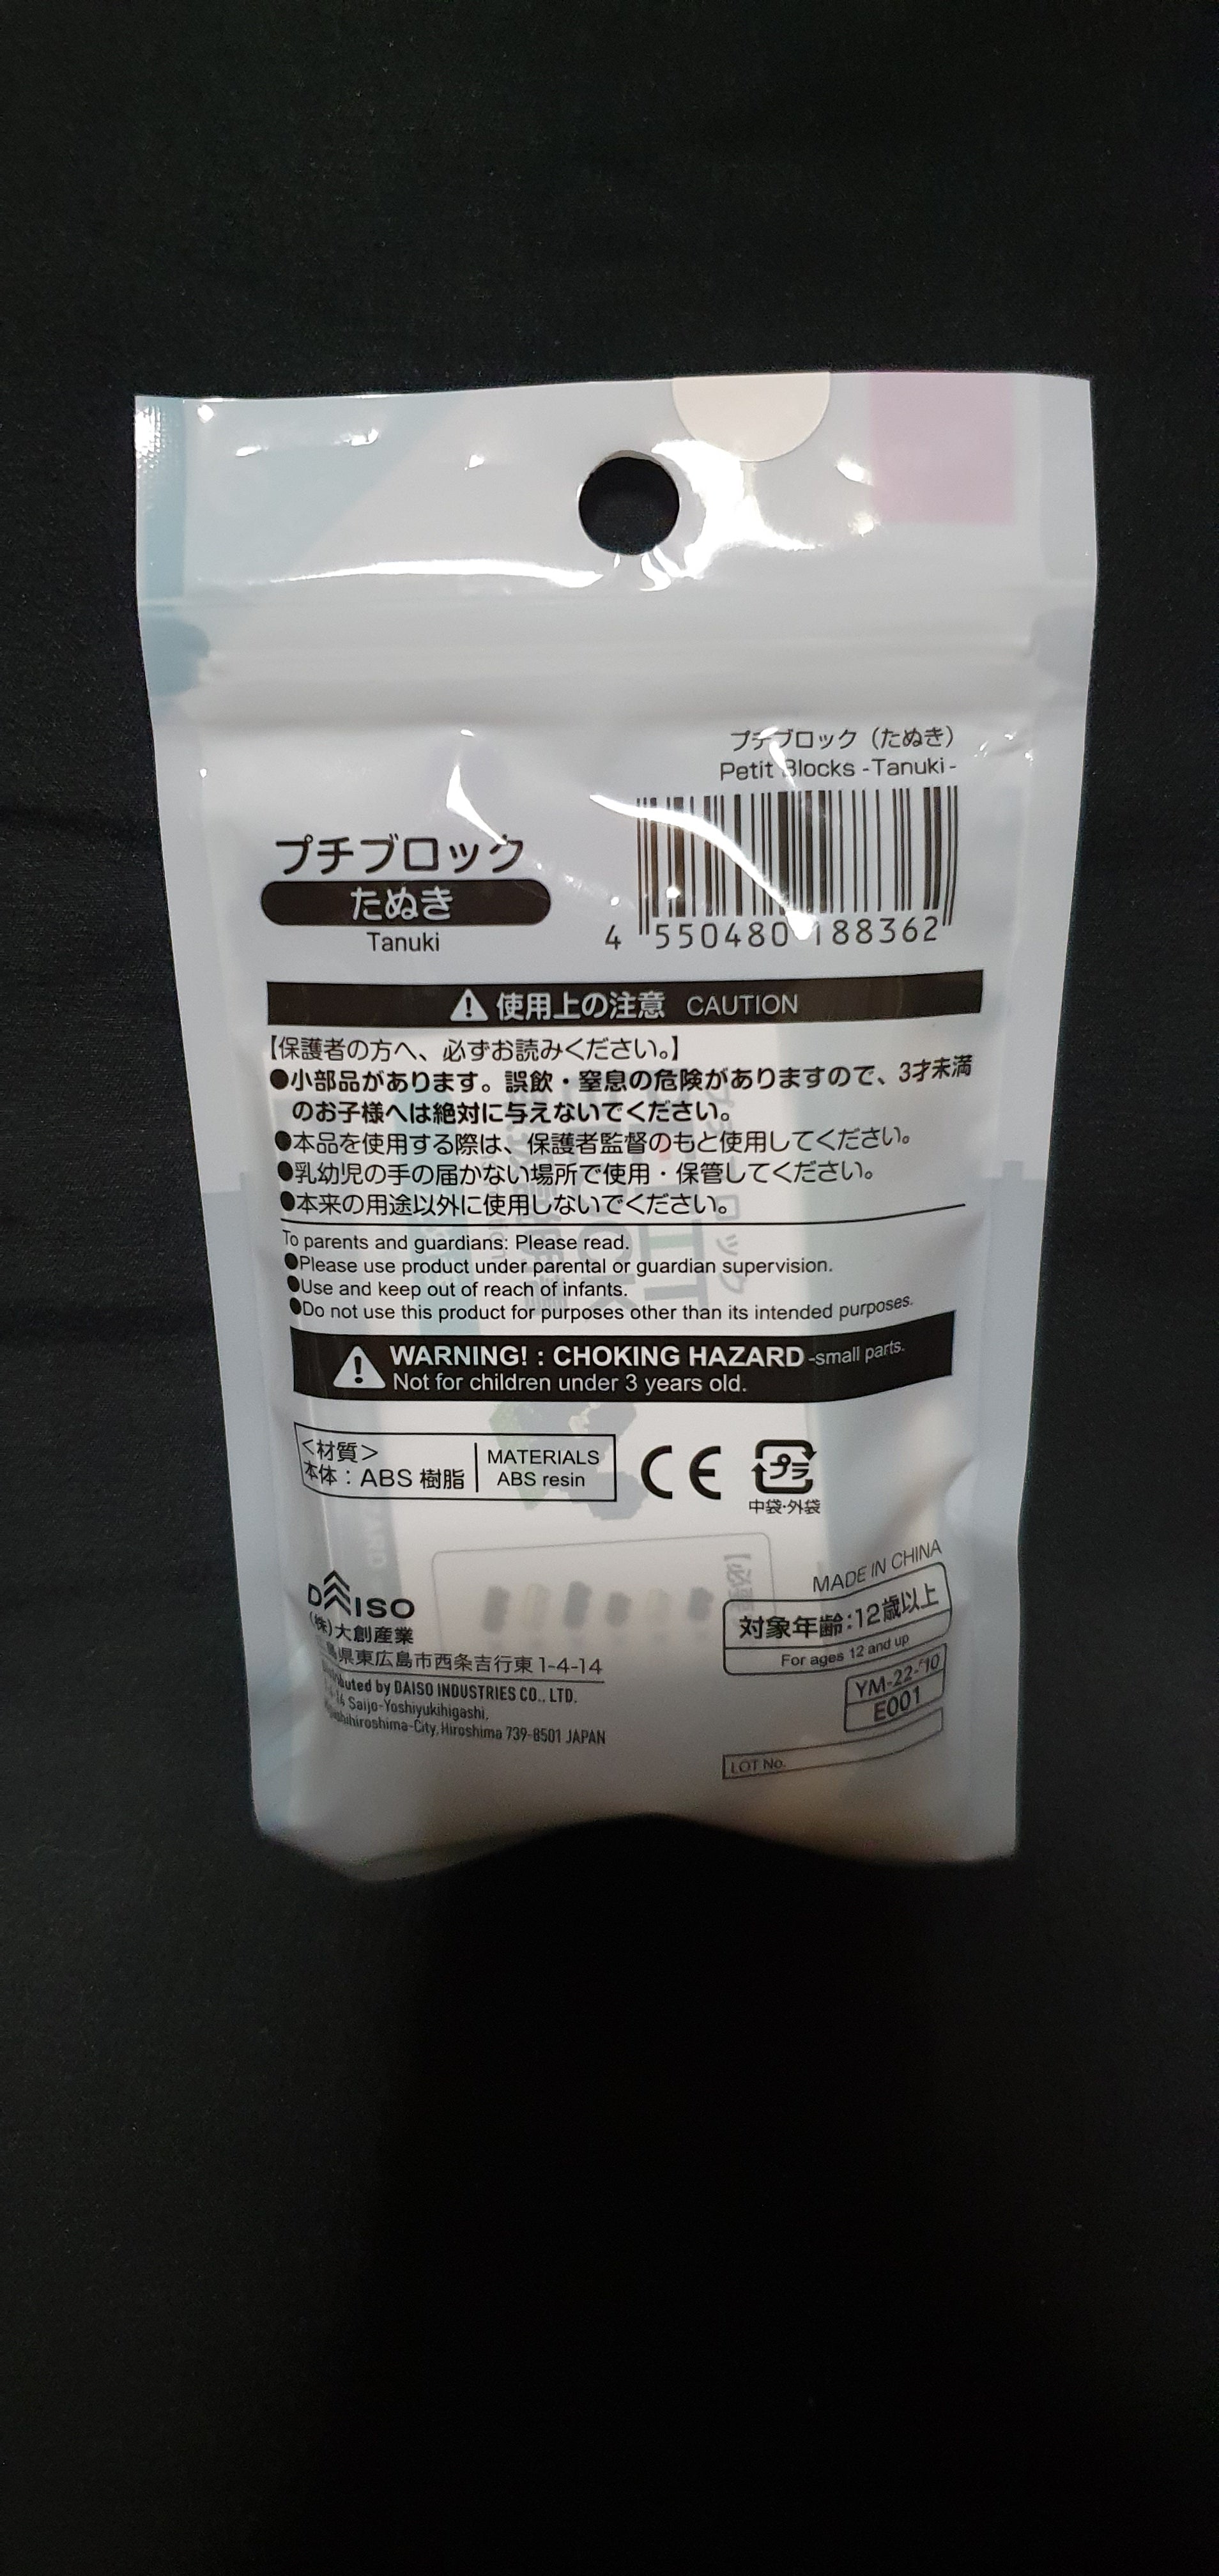 プチブロック（たぬき）
Petit Blocks -Tanuki-
4 550480 188362
プチブロック
たぬき
Tanuki
使用上の注意 CAUTION
【保護者の方へ、必ずお読みください。】
●小部品があります。誤飲・窒息の危険がありますので、3才未満
のお子様へは絶対に与えないでください。
●本品を使用する際は、保護者監督のもと使用してください。
●乳幼児の手の届かない場所で使用・保管してください。
●本来の用途以外に使用しないでください。
To parents and guardians: Please read.
●Please use product under parental or guardian supervision.
●Use and keep out of reach of infants.
●Do not use this product for purposes other than its intended purposes.
WARNING! : CHOKING HAZARD -small parts.
Not for children under 3 years old.
<材質>
本体：ABS 樹脂
MATERIALS
ABS resin
CE
プラ
中袋・外袋
MADE IN CHINA
対象年齢：12歳以上
For ages 12 and up
YM-22-
E001
LOT No.
DAISO
(株)大創産業
島県東広島市西条吉行東 1-4-14
by DAISO INDUSTRIES CO., LTD.
Saijo-Yoshiyukihigashi,
City, Hiroshima 739-8501 JAPAN